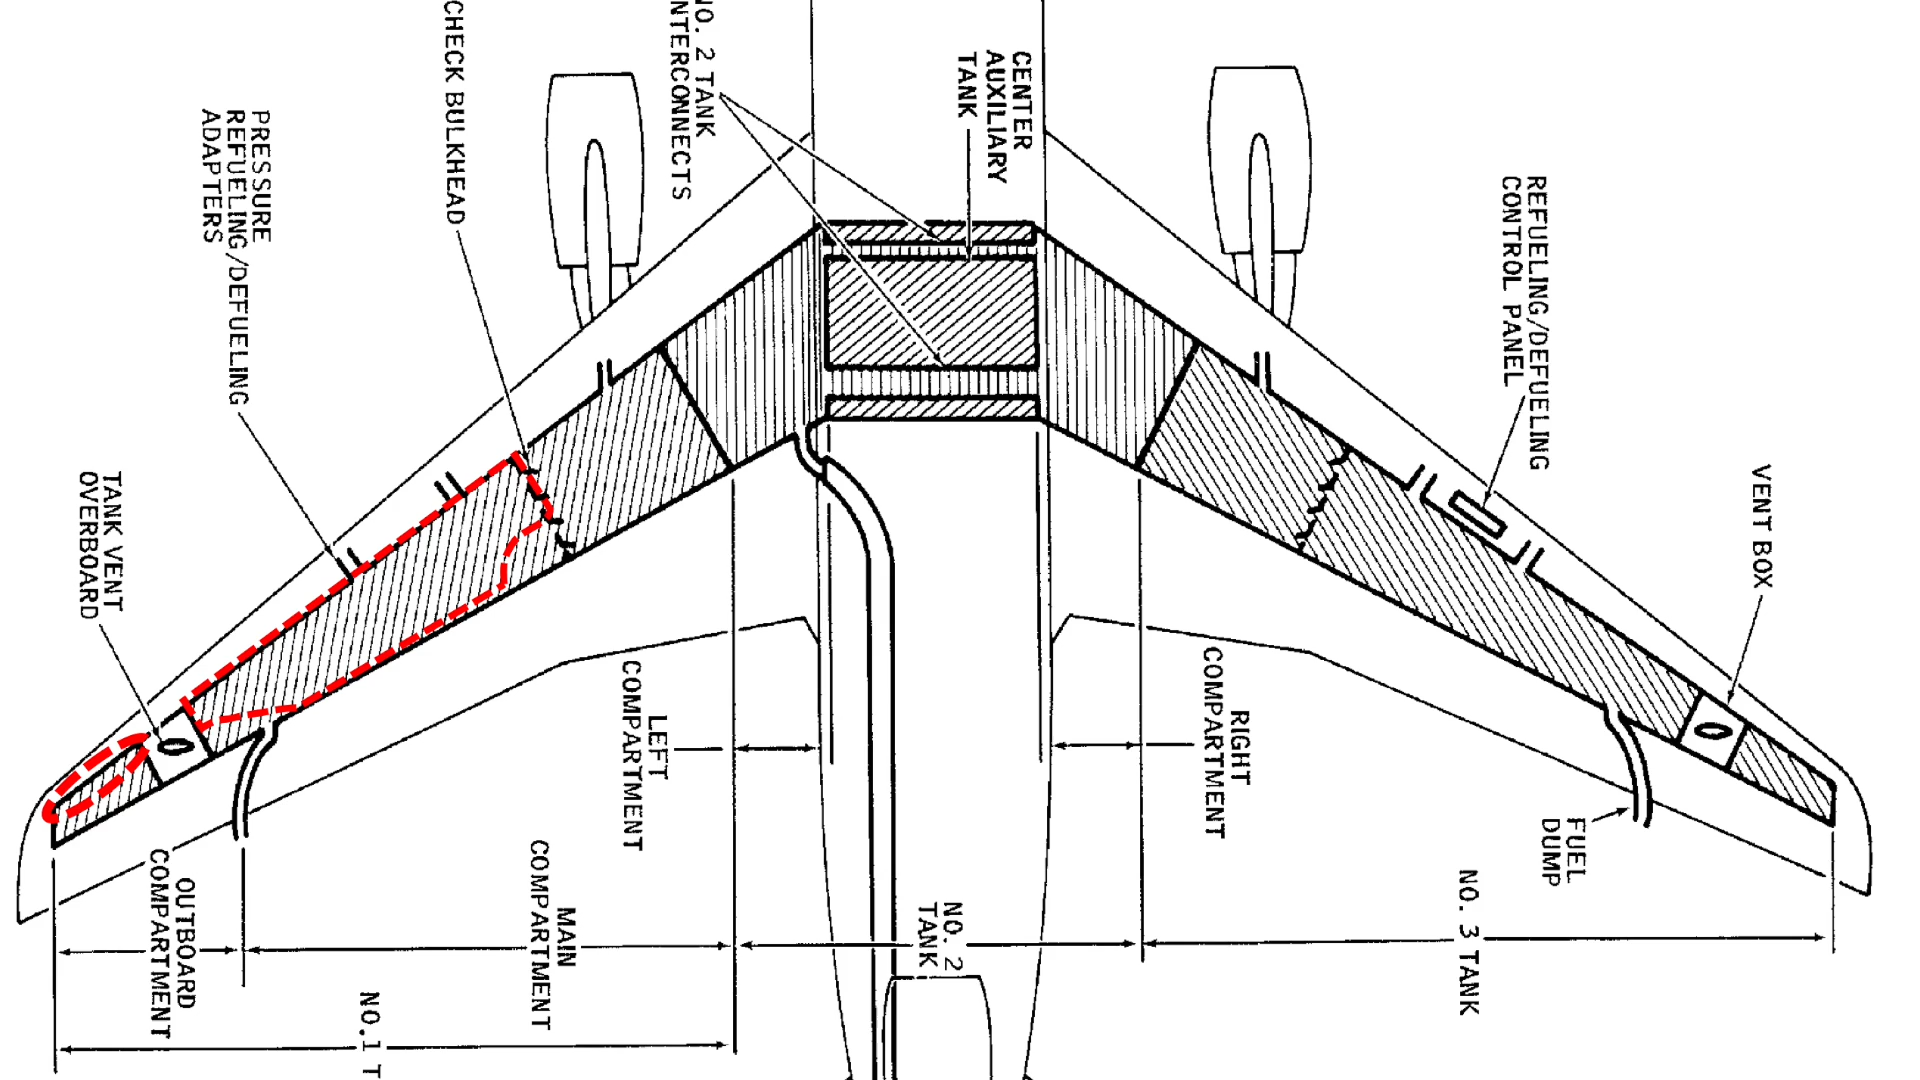 CHECK BULKHEAD
NO. 2 TANK
INTERCONNECTS
CENTER
AUXILIARY
TANK
PRESSURE
REFUELING/DEFUELING
ADAPTERS
REFUELING/DEFUELING
CONTROL PANEL
TANK VENT
OVERBOARD
VENT BOX
LEFT
COMPARTMENT
RIGHT
COMPARTMENT
FUEL
DUMP
OUTBOARD
COMPARTMENT
MAIN
COMPARTMENT
NO. 2
TANK
NO. 3 TANK
NO.1 T